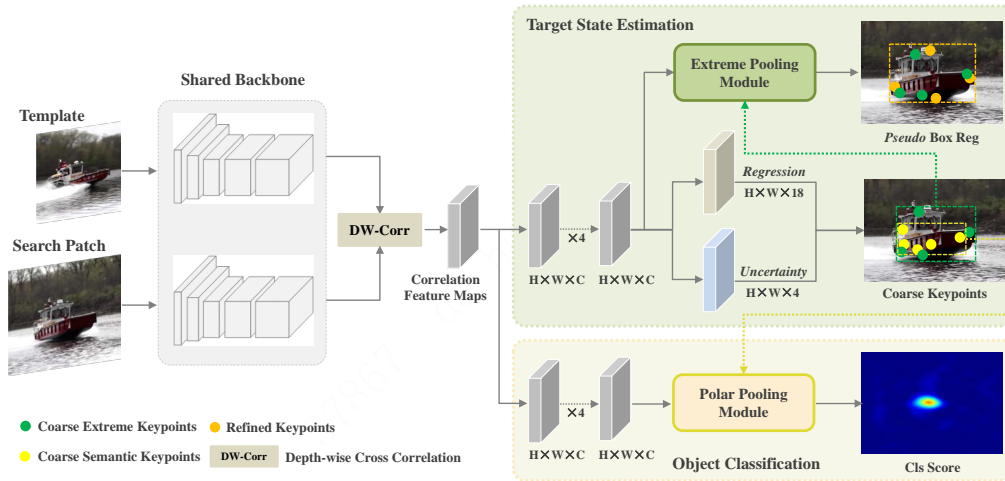 Target State Estimation
Shared Backbone
Extreme Pooling
Module
Template
Pseudo Box Reg
Regression
H×W×18
Search Patch
DW-Corr
×4
Correlation
Feature Maps
H×W×C
H×W×C
Uncertainty
H×W×4
Coarse Keypoints
Polar Pooling
Module
×4
Coarse Extreme Keypoints
Refined Keypoints
Coarse Semantic Keypoints
DW-Corr
Depth-wise Cross Correlation
H×W×C
H×W×C
Object Classification
Cls Score